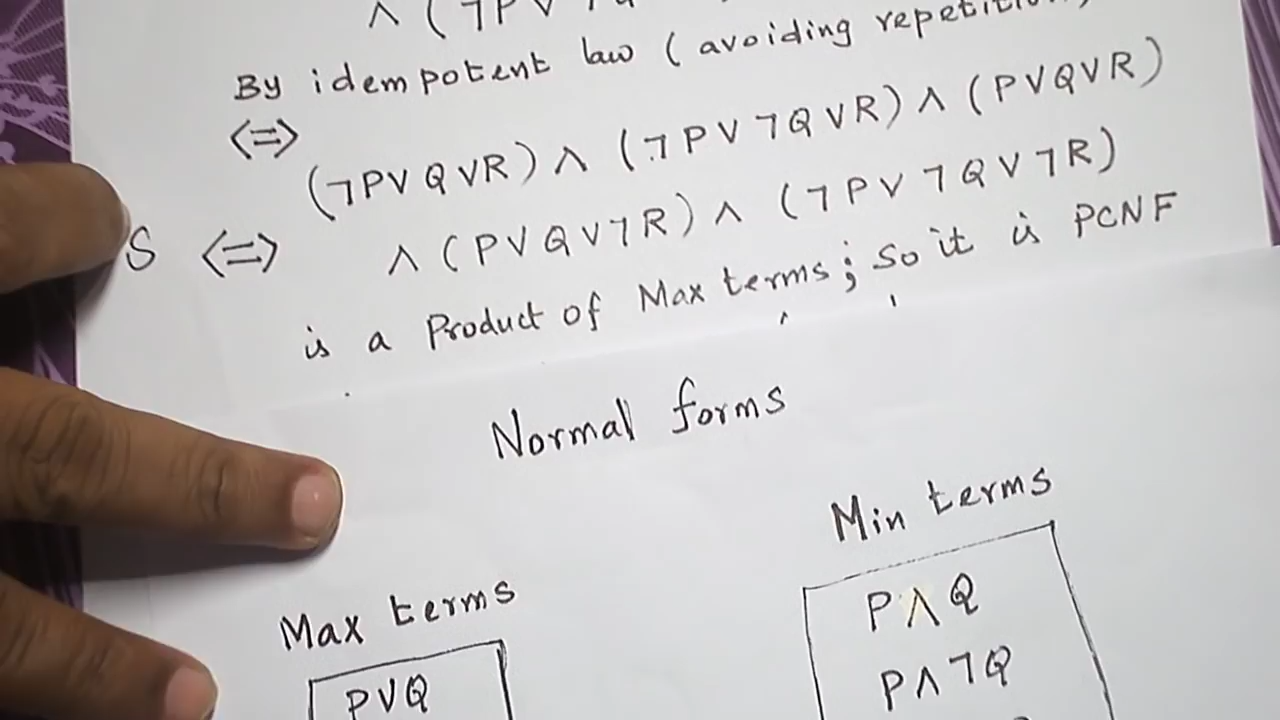 ∧ (¬P∨
By idempotent law (avoiding repetition)
<=>
(¬P∨Q∨R) ∧ (¬P∨¬Q∨R) ∧ (P∨Q∨R)
S <=> ∧ (P∨Q∨¬R) ∧ (¬P∨¬Q∨¬R)
is a Product of Max terms; So it is PCNF
Normal forms
Min terms
P∧Q
P∧¬Q
Max terms
P∨Q